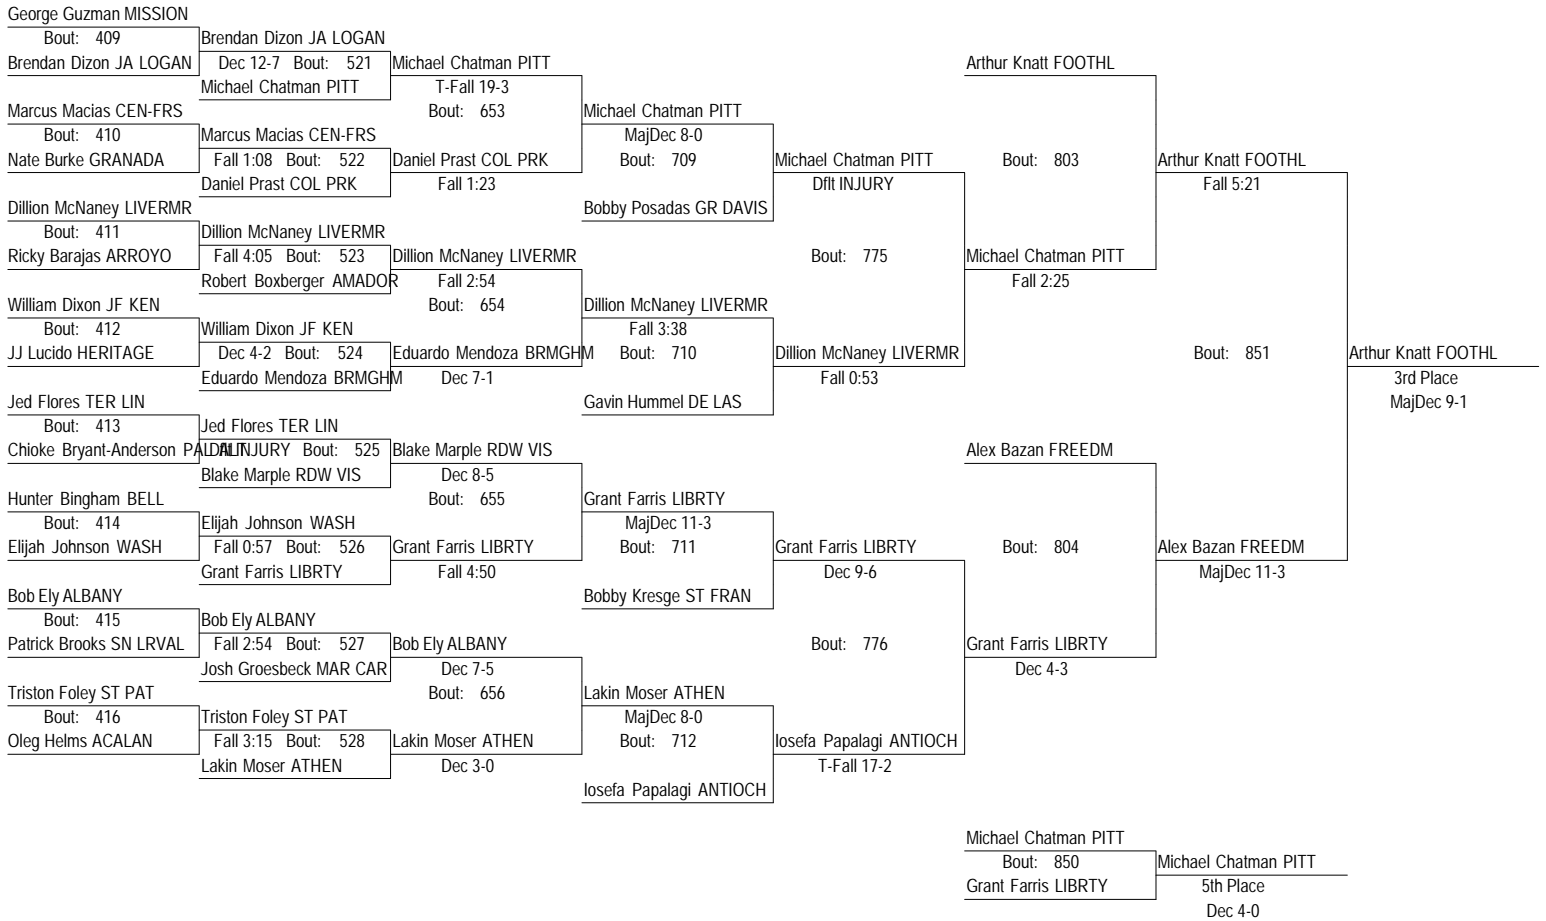 George Guzman MISSION
Bout: 409
Brendan Dizon JA LOGAN
Marcus Macias CEN-FRS
Bout: 410
Nate Burke GRANADA
Dillion McNaney LIVERMR
Bout: 411
Ricky Barajas ARROYO
William Dixon JF KEN
Bout: 412
JJ Lucido HERITAGE
Jed Flores TER LIN
Bout: 413
Chioke Bryant-Anderson PALO ALT
Hunter Bingham BELL
Bout: 414
Elijah Johnson WASH
Bob Ely ALBANY
Bout: 415
Patrick Brooks SN LRVAL
Triston Foley ST PAT
Bout: 416
Oleg Helms ACALAN
Brendan Dizon JA LOGAN
Dec 12-7 Bout: 521
Michael Chatman PITT
Marcus Macias CEN-FRS
Fall 1:08 Bout: 522
Daniel Prast COL PRK
Dillion McNaney LIVERMR
Fall 4:05 Bout: 523
Robert Boxberger AMADOR
William Dixon JF KEN
Dec 4-2 Bout: 524
Eduardo Mendoza BRMGHM
Jed Flores TER LIN
Dflt INJURY Bout: 525
Blake Marple RDW VIS
Elijah Johnson WASH
Fall 0:57 Bout: 526
Grant Farris LIBRTY
Bob Ely ALBANY
Fall 2:54 Bout: 527
Josh Groesbeck MAR CAR
Triston Foley ST PAT
Fall 3:15 Bout: 528
Lakin Moser ATHEN
Michael Chatman PITT
T-Fall 19-3
Bout: 653
Daniel Prast COL PRK
Fall 1:23
Dillion McNaney LIVERMR
Fall 2:54
Bout: 654
Eduardo Mendoza BRMGHM
Dec 7-1
Blake Marple RDW VIS
Dec 8-5
Bout: 655
Grant Farris LIBRTY
Fall 4:50
Bob Ely ALBANY
Dec 7-5
Bout: 656
Lakin Moser ATHEN
Dec 3-0
Michael Chatman PITT
MajDec 8-0
Bout: 709
Bobby Posadas GR DAVIS
Dillion McNaney LIVERMR
Fall 3:38
Bout: 710
Gavin Hummel DE LAS
Grant Farris LIBRTY
MajDec 11-3
Bout: 711
Bobby Kresge ST FRAN
Lakin Moser ATHEN
MajDec 8-0
Bout: 712
Iosefa Papalagi ANTIOCH
Michael Chatman PITT
Dflt INJURY
Bout: 775
Dillion McNaney LIVERMR
Fall 0:53
Grant Farris LIBRTY
Dec 9-6
Bout: 776
Iosefa Papalagi ANTIOCH
T-Fall 17-2
Arthur Knatt FOOTHL
Bout: 803
Michael Chatman PITT
Fall 2:25
Alex Bazan FREEDM
Bout: 804
Grant Farris LIBRTY
Dec 4-3
Arthur Knatt FOOTHL
Fall 5:21
Bout: 851
Alex Bazan FREEDM
MajDec 11-3
Arthur Knatt FOOTHL
3rd Place
MajDec 9-1
Michael Chatman PITT
Bout: 850
Grant Farris LIBRTY
Michael Chatman PITT
5th Place
Dec 4-0